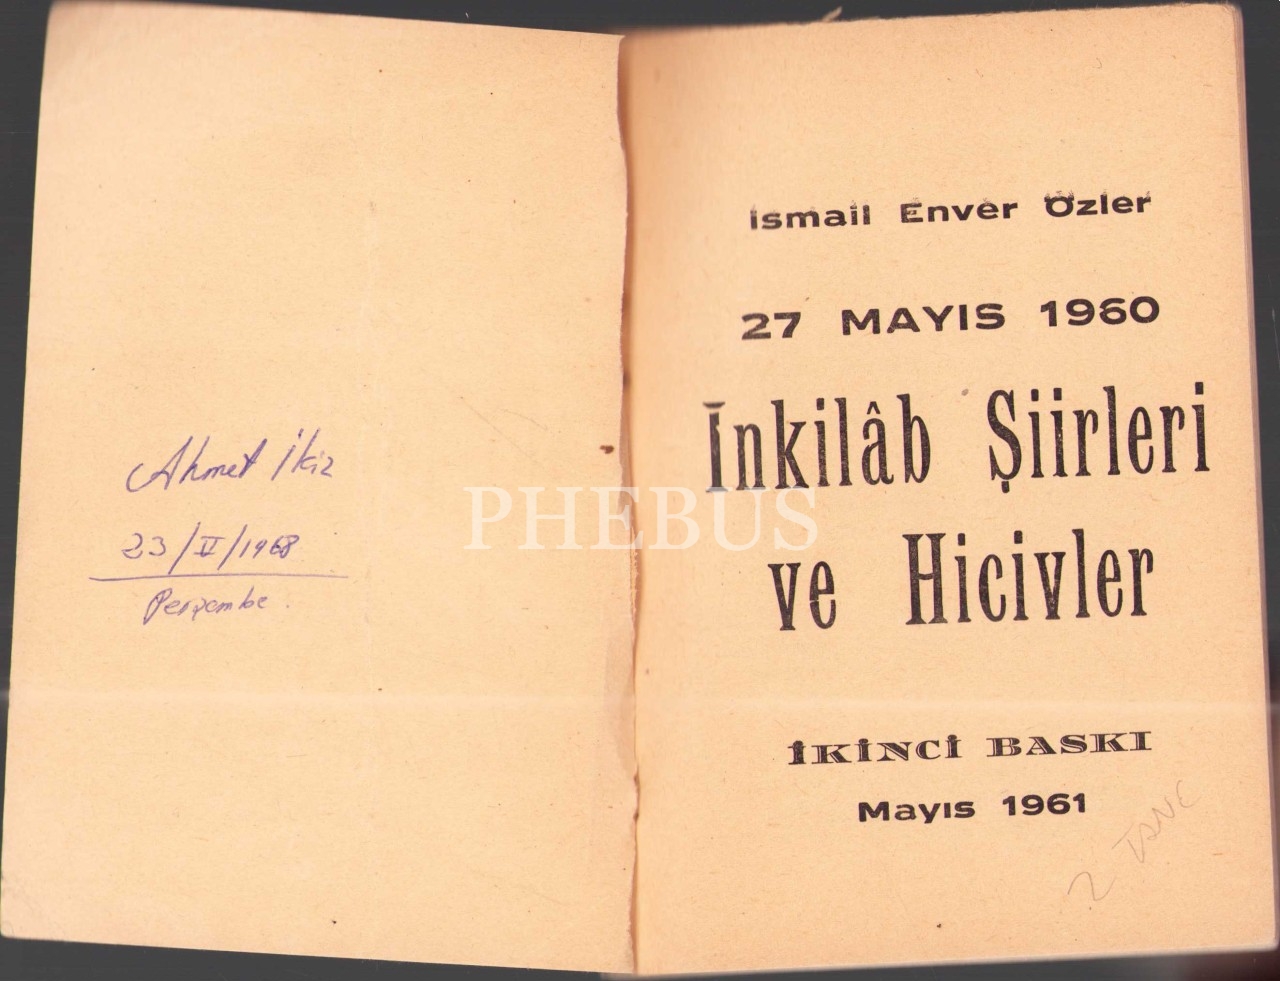 Ahmet İkiz
23/V/1968
Perşembe.
PHEBUS
İsmail Enver Özler
27 MAYIS 1960
İnkilâb Şiirleri
ve Hicivler
İKİNCİ BASKI
Mayıs 1961
2 TANE